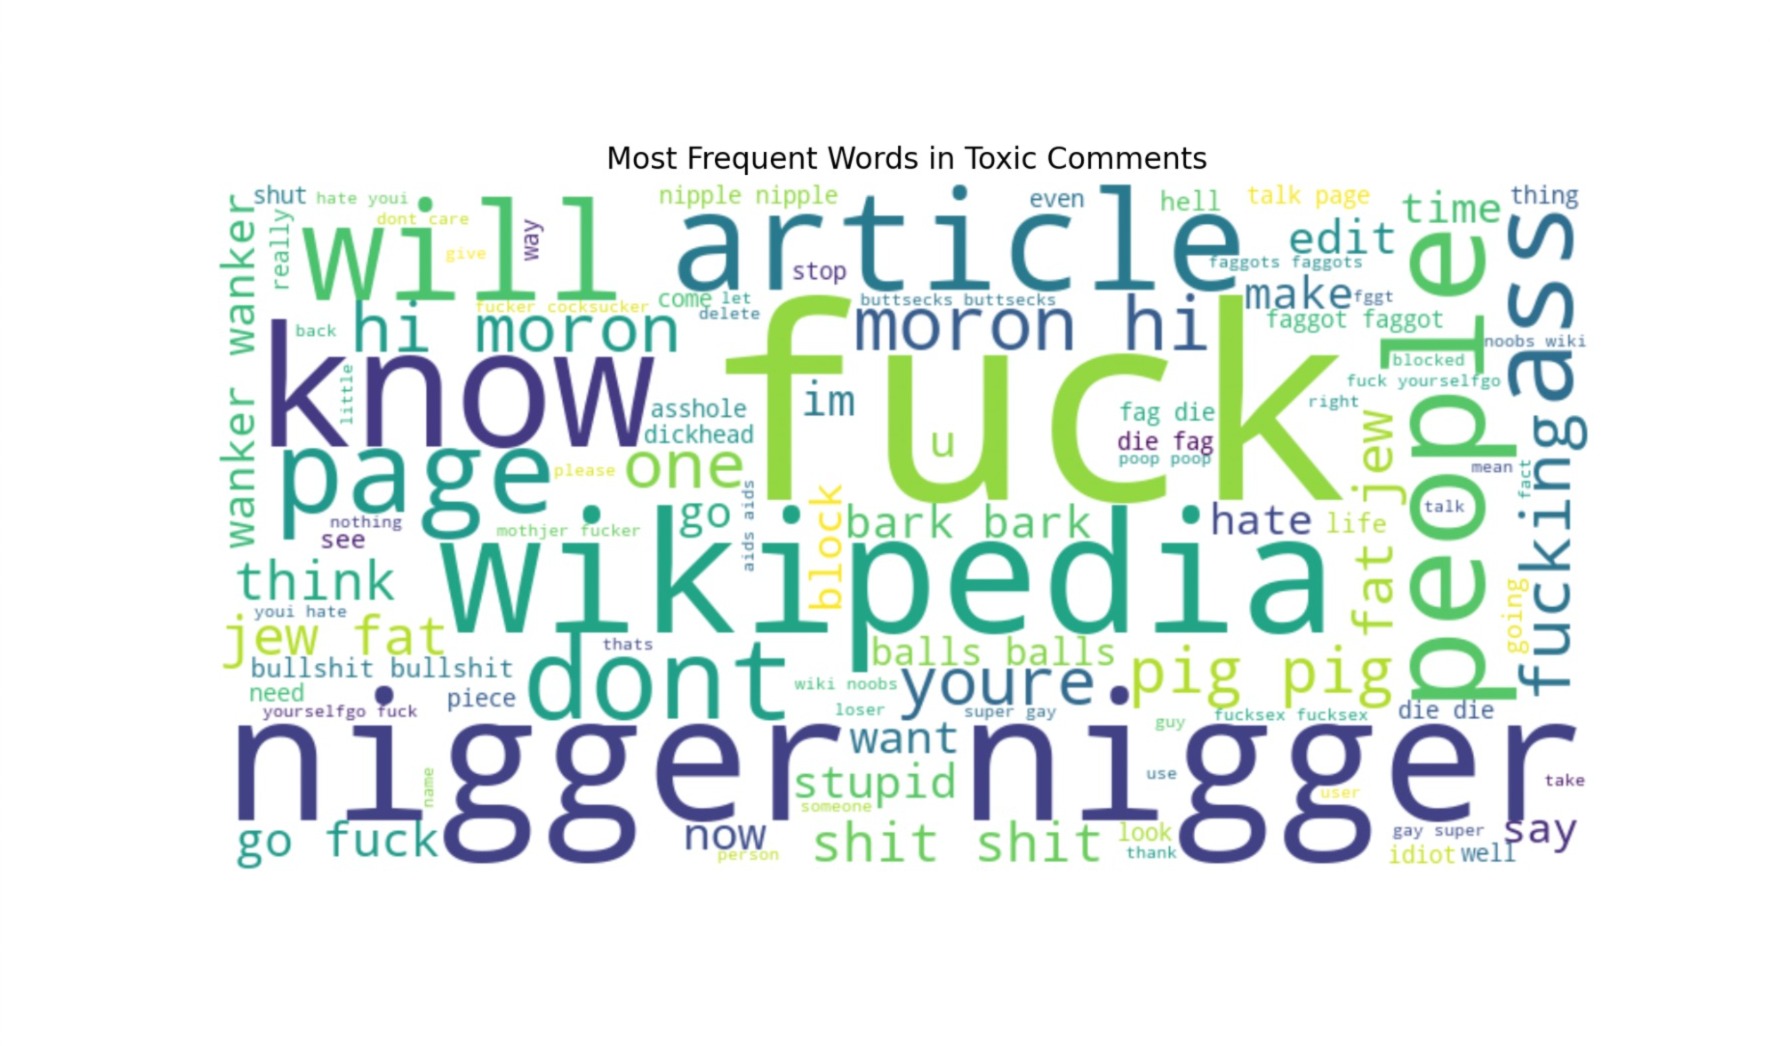 Most Frequent Words in Toxic Comments
shut
hate youi
nipple nipple
even
hell
talk page
time
thing
dont care
will
article
really
way
give
stop
edit
faggots faggots
wanker wanker
fucker cocksucker
come
let
delete
buttsecks buttsecks
make
fggt
back
hi moron
moron hi
faggot faggot
noobs wiki
people
ass
blocked
know
fuck
fuck yourselfgo
little
im
right
asshole
dickhead
u
fag die
die fag
poop poop
page
please
one
jew fat
mean
fact
wanker wanker
nothing
see
mothjer fucker
go
aids aids
block
bark bark
hate
life
talk
fucking
think
wikipedia
youi hate
jew fat
going
thats
balls balls
bullshit bullshit
dont
wiki noobs
youre
pig pig
need
piece
yourselfgo fuck
loser
super gay
guy
fucksex fucksex
die die
nigger nigger
want
name
stupid
use
user
take
someone
go fuck
now
person
shit shit
look
thank
gay super
say
idiot
well